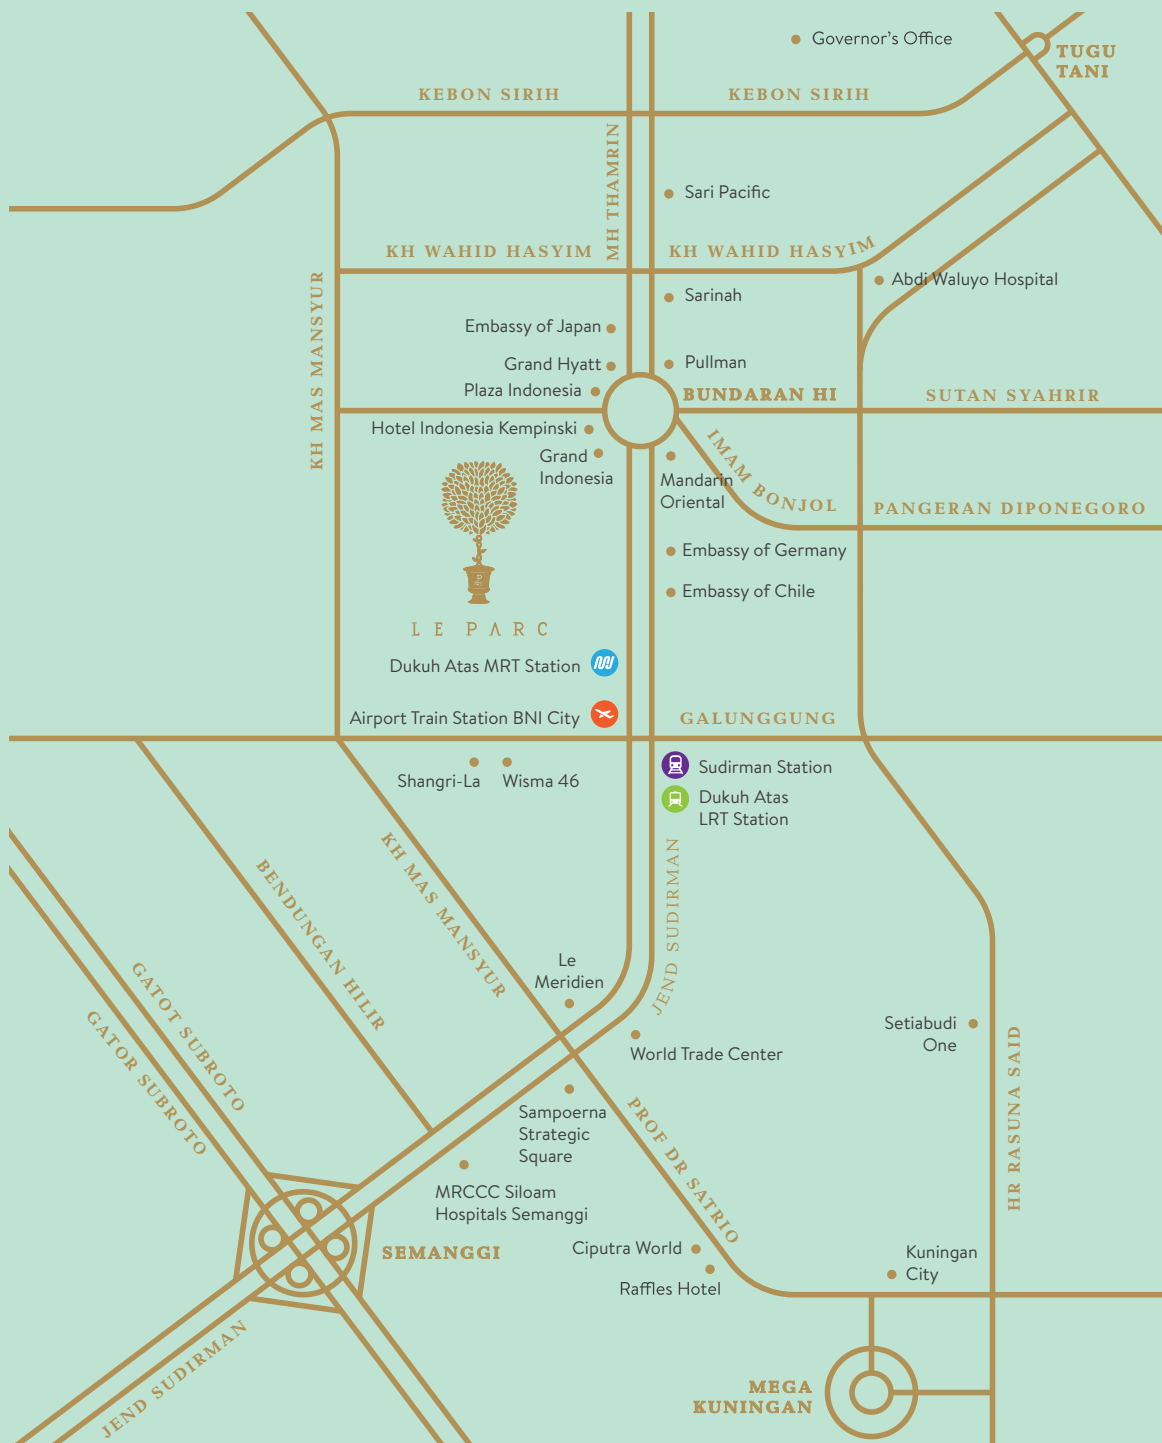 Governor's Office
TUGU
TANI
KEBON SIRIH
KEBON SIRIH
MH THAMRIN
Sari Pacific
KH WAHID HASYIM
KH WAHID HASYIM
KH MAS MANSYUR
Abdi Waluyo Hospital
Sarinah
Embassy of Japan
Grand Hyatt
Pullman
Plaza Indonesia
BUNDARAN HI
SUTAN SYAHRIR
Hotel Indonesia Kempinski
Grand
Indonesia
IMAM BONJOL
Mandarin
Oriental
PANGERAN DIPONEGORO
Embassy of Germany
Embassy of Chile
LE PARC
Dukuh Atas MRT Station
Airport Train Station BNI City
GALUNGGUNG
Shangri-La
Wisma 46
Sudirman Station
Dukuh Atas
LRT Station
KH MAS MANSYUR
BENDUNGAN HILIR
JEND SUDIRMAN
GATOT SUBROTO
GATOR SUBROTO
Le
Meridien
World Trade Center
Setiabudi
One
HR RASUNA SAID
Sampoerna
Strategic
Square
PROF DR SATRIO
MRCCC Siloam
Hospitals Semanggi
SEMANGGI
Ciputra World
Raffles Hotel
Kuningan
City
JEND SUDIRMAN
MEGA
KUNINGAN